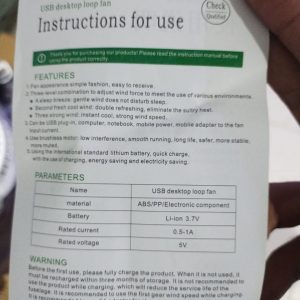 USB desktop loop fan
Check
Qualified
Instructions for use
Thank you for purchasing our products! Please read the instruction manual before
using the product correctly.
FEATURES
1. Fan appearance simple fashion, easy to receive.
2. Three-level combination to adjust wind force to meet the use of various environments.
A sleep breeze: gentle wind does not disturb sleep.
Second fresh cool wind: double refreshing, eliminate the sultry heat.
Three strong wind: instant cool, strong wind speed.
3. Can be USB plug-in, computer, notebook, mobile power, mobile adapter to the fan
input current.
4. Use brushless motor; low interference, smooth running, long life, safer, more stable,
more muted.
5. Using the international standard lithium battery, quick charge,
with the use of charging, energy saving and electricity saving.
PARAMETERS
Name USB desktop loop fan
material ABS/PP/Electronic component
Battery Li-ion 3.7V
Rated current 0.5-1A
Rated voltage 5V
WARNING
Before the first use, please fully charge the product. When it is not used, it
must be recharged within three months of storage. It is not recommended to
use the product while charging, which will reduce the service life of the
fuselage. It is recommended to use the first gear wind speed while charging.